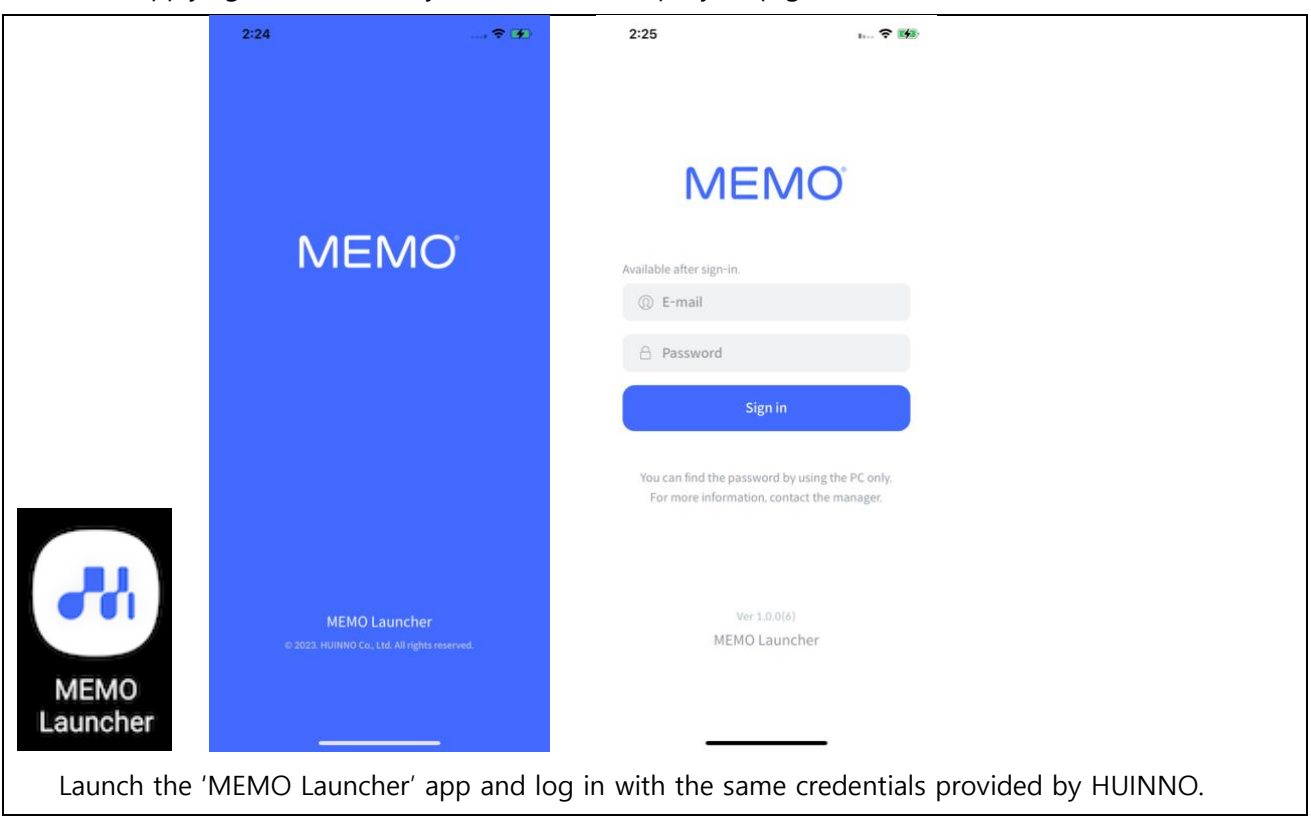 2:24
2:25
MEMO
MEMO®
Available after sign-in.
E-mail
Password
Sign in
You can find the password by using the PC only.
For more information, contact the manager.
MEMO Launcher
© 2023. HUINNO Co., Ltd. All rights reserved.
Ver 1.0.0(6)
MEMO Launcher
MEMO
Launcher
Launch the ‘MEMO Launcher’ app and log in with the same credentials provided by HUINNO.